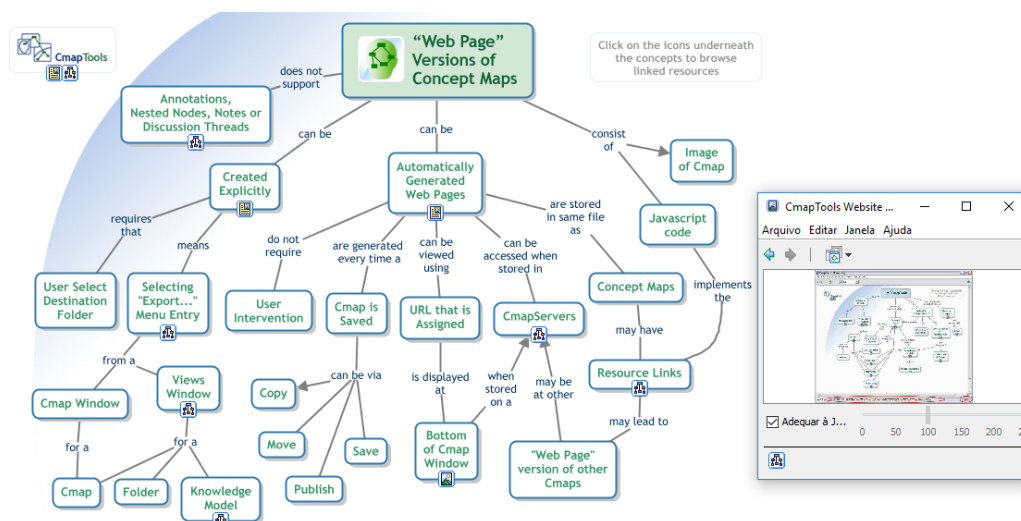 CmapTools
"Web Page"
Versions of
Concept Maps
Click on the icons underneath
the concepts to browse
linked resources
does not
support
Annotations,
Nested Nodes, Notes or
Discussion Threads
can be
can be
consist
of
Image
of Cmap
Created
Explicitly
Automatically
Generated
Web Pages
Javascript
code
requires
that
means
do not
require
are generated
every time a
can be
viewed
using
can be
accessed when
stored in
are stored
in same file
as
implements
the
User Select
Destination
Folder
Selecting
"Export..."
Menu Entry
User
Intervention
Cmap is
Saved
URL that is
Assigned
CmapServers
Concept Maps
may have
from a
Cmap Window
Views
Window
can be via
Copy
is displayed
at
when
stored
on a
may be
at other
Resource Links
may lead to
for a
for a
Move
Save
Bottom
of Cmap
Window
"Web Page"
version of other
Cmaps
Cmap
Folder
Knowledge
Model
Publish
CmapTools Website ...
Arquivo Editar Janela Ajuda
Adequar à J...
0 50 100 150 200